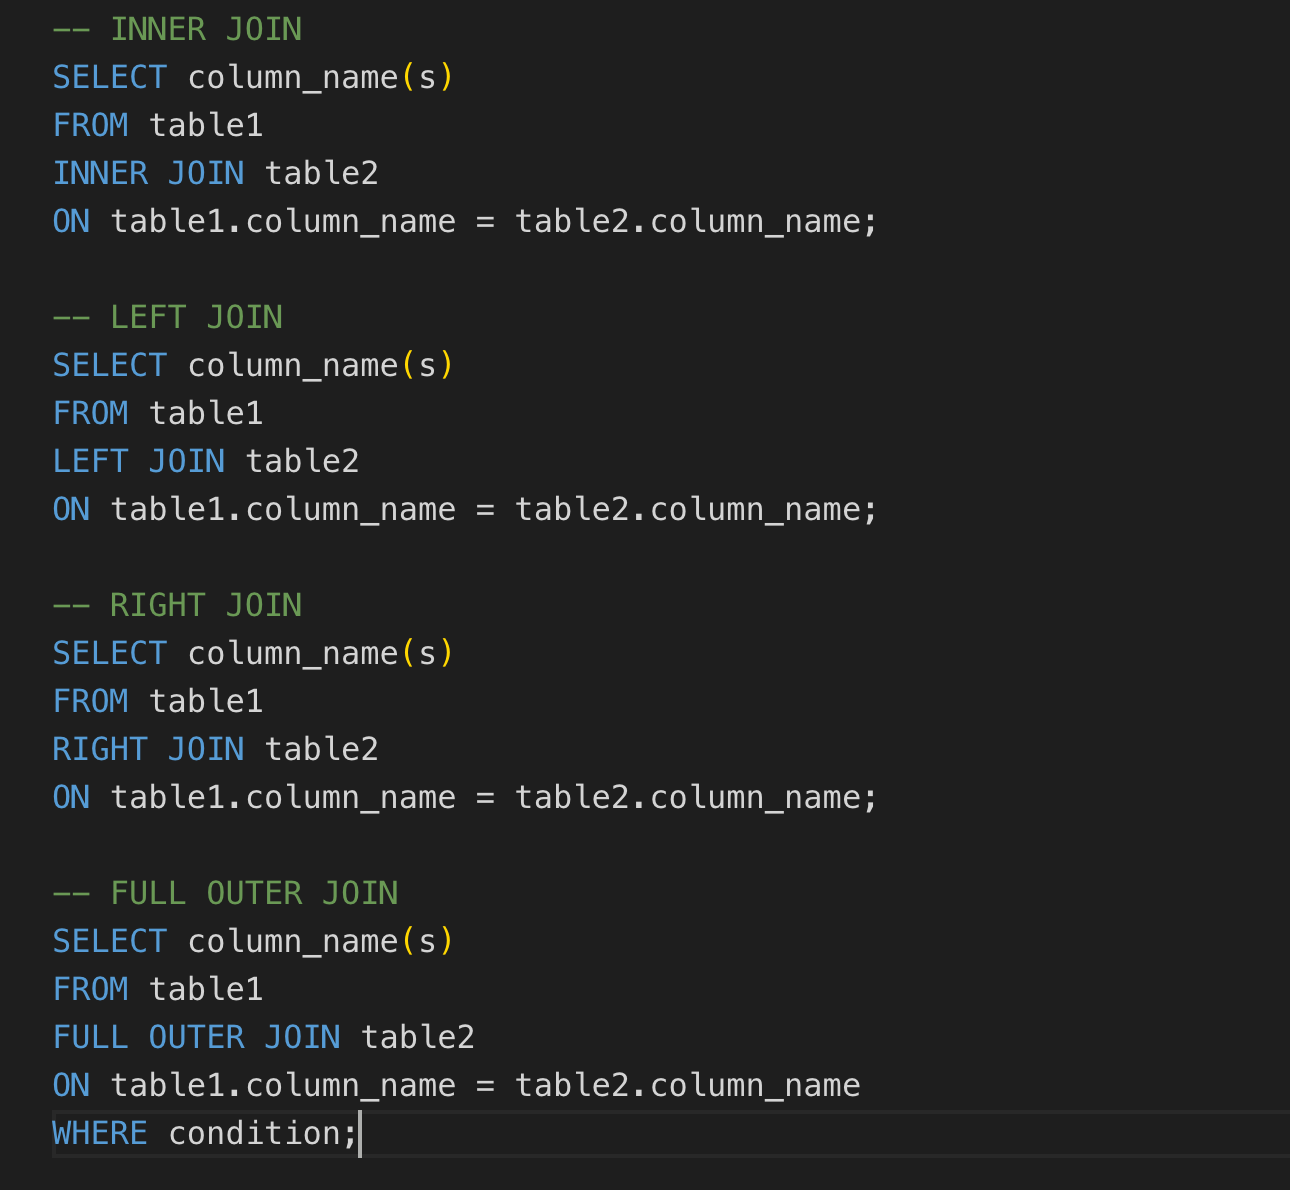 -- INNER JOIN
SELECT column_name(s)
FROM table1
INNER JOIN table2
ON table1.column_name = table2.column_name;
-- LEFT JOIN
SELECT column_name(s)
FROM table1
LEFT JOIN table2
ON table1.column_name = table2.column_name;
-- RIGHT JOIN
SELECT column_name(s)
FROM table1
RIGHT JOIN table2
ON table1.column_name = table2.column_name;
-- FULL OUTER JOIN
SELECT column_name(s)
FROM table1
FULL OUTER JOIN table2
ON table1.column_name = table2.column_name
WHERE condition;